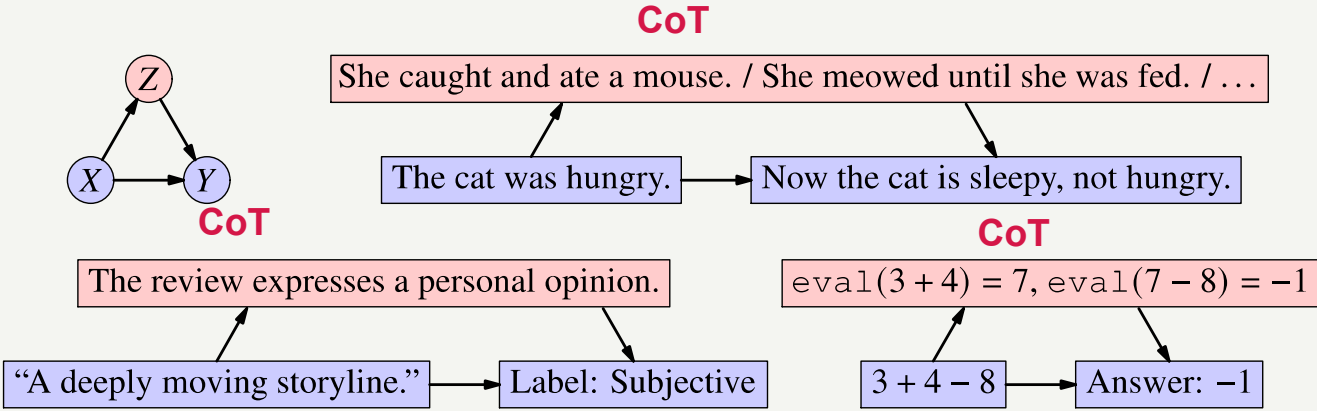 CoT
Z
She caught and ate a mouse. / She meowed until she was fed. / …
X
Y
The cat was hungry.
Now the cat is sleepy, not hungry.
CoT
CoT
The review expresses a personal opinion.
eval(3 + 4) = 7, eval(7 − 8) = −1
“A deeply moving storyline.”
Label: Subjective
3 + 4 − 8
Answer: −1